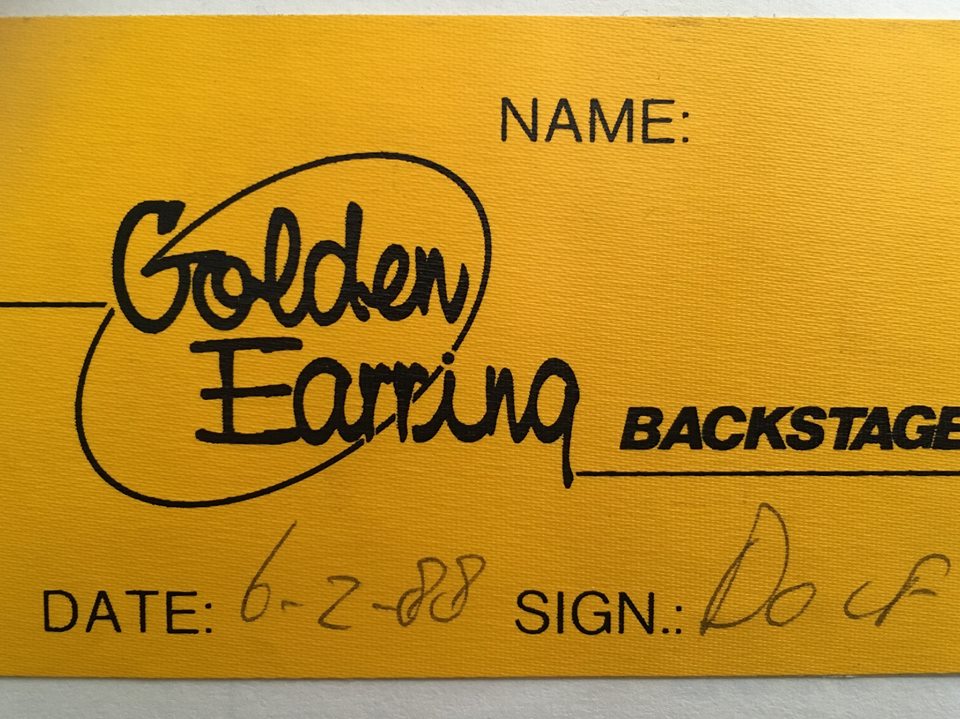 NAME:
Golden
Earring
BACKSTAGE
DATE: 6-2-88 SIGN.: